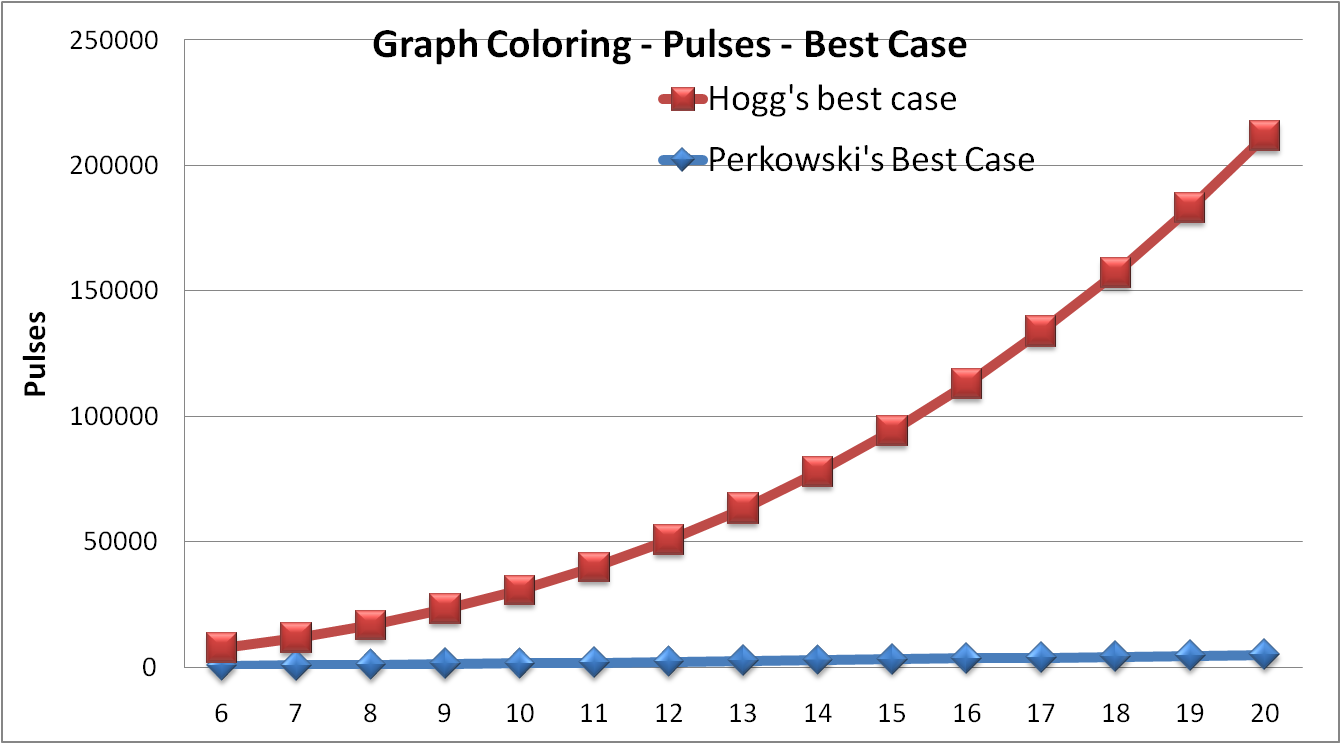 Graph Coloring - Pulses - Best Case
Hogg's best case
Perkowski's Best Case
250000
200000
150000
100000
50000
0
Pulses
6 7 8 9 10 11 12 13 14 15 16 17 18 19 20